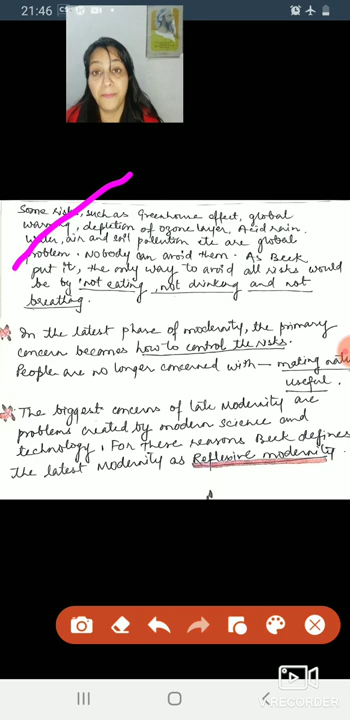 21:46
Some risks, such as Greenhouse effect, global
warming, depletion of ozone layer, Acid rain.
Water, air and soil pollution etc are global
problem. Nobody can avoid them. As Beck
put it, the only way to avoid all risks would
be by 'not eating, not drinking and not
breathing.
In the latest phase of modernity, the primary
concern becomes how to control the risks.
People are no longer concerned with — making natu
useful.
The biggest concerns of late Modernity are
problems created by modern science and
technology. For these reasons Beck defines
the latest Modernity as Reflexive modernity.
VRECORDER